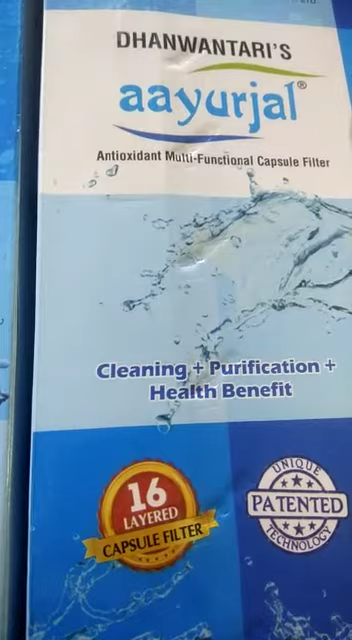 DHANWANTARI'S
aayurjal®
Antioxidant Multi-Functional Capsule Filter
Cleaning + Purification +
Health Benefit
16
LAYERED
CAPSULE FILTER
UNIQUE
PATENTED
TECHNOLOGY